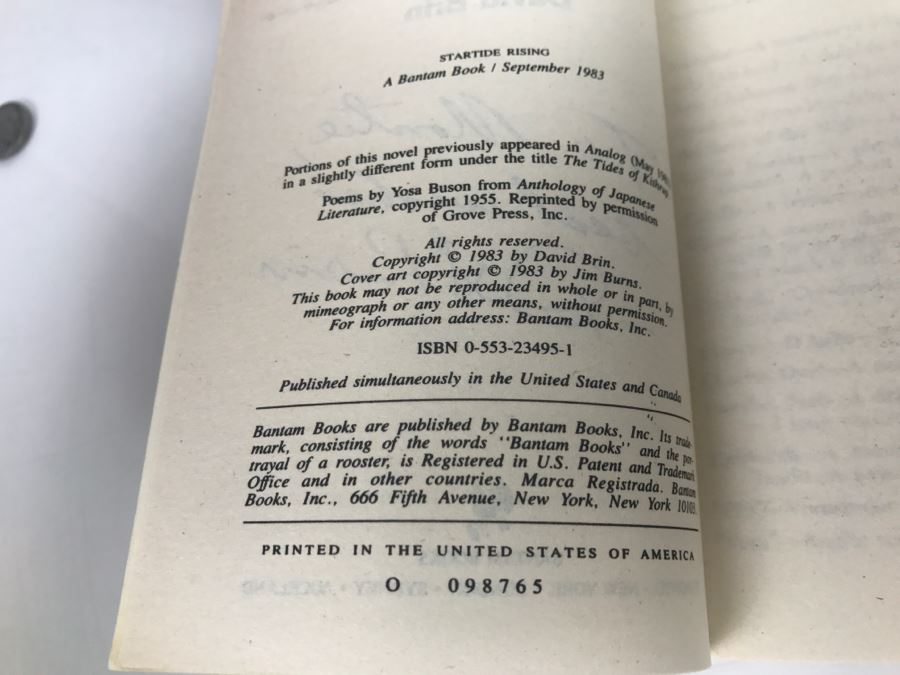 STARTIDE RISING
A Bantam Book / September 1983
Portions of this novel previously appeared in Analog (May
in a slightly different form under the title The Tides of Kithrup
Poems by Yosa Buson from Anthology of Japanese
Literature, copyright 1955. Reprinted by permission
of Grove Press, Inc.
All rights reserved.
Copyright © 1983 by David Brin.
Cover art copyright © 1983 by Jim Burns.
This book may not be reproduced in whole or in part, by
mimeograph or any other means, without permission.
For information address: Bantam Books, Inc.
ISBN 0-553-23495-1
Published simultaneously in the United States and Canada
Bantam Books are published by Bantam Books, Inc. Its trade-
mark, consisting of the words "Bantam Books" and the por-
trayal of a rooster, is Registered in U.S. Patent and Trademark
Office and in other countries. Marca Registrada. Bantam
Books, Inc., 666 Fifth Avenue, New York, New York 10103.
PRINTED IN THE UNITED STATES OF AMERICA
O 098765